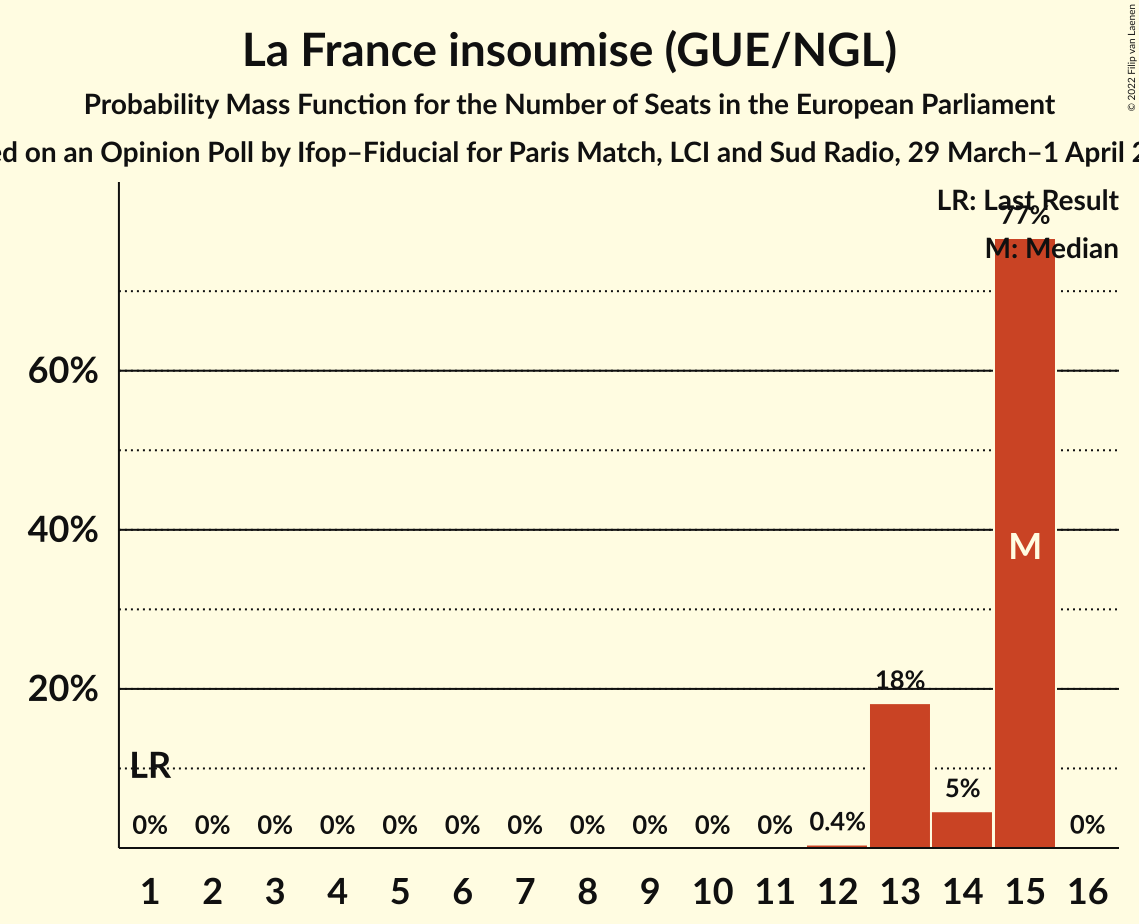 La France insoumise (GUE/NGL)
Probability Mass Function for the Number of Seats in the European Parliament
on an Opinion Poll by Ifop–Fiducial for Paris Match, LCI and Sud Radio, 29 March–1 April
© 2022 Filip van Laenen
LR: Last Result
77%
M: Median
60%
40%
M
20%
18%
LR
5%
0% 0% 0% 0% 0% 0% 0% 0% 0% 0% 0% 0.4% 0%
1 2 3 4 5 6 7 8 9 10 11 12 13 14 15 16